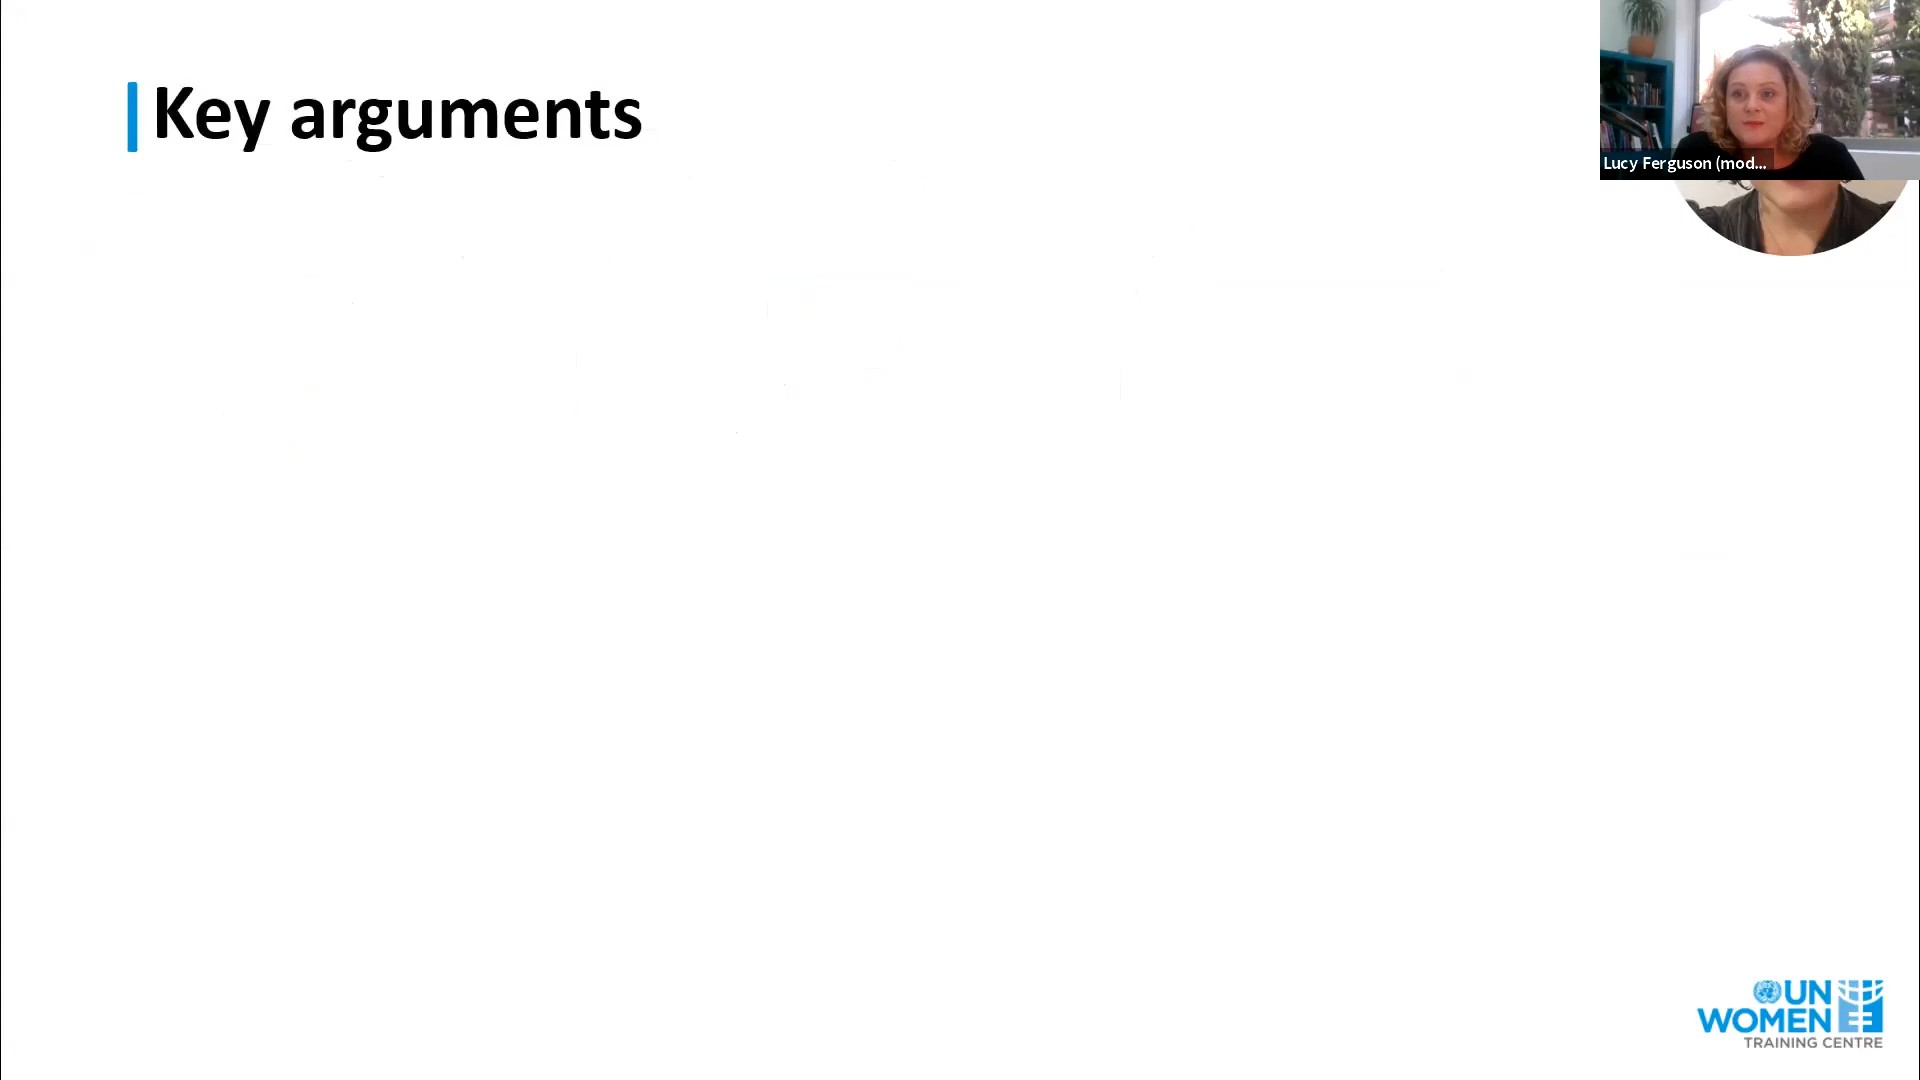 Key arguments
Lucy Ferguson (mod...
UN
WOMEN
TRAINING CENTRE